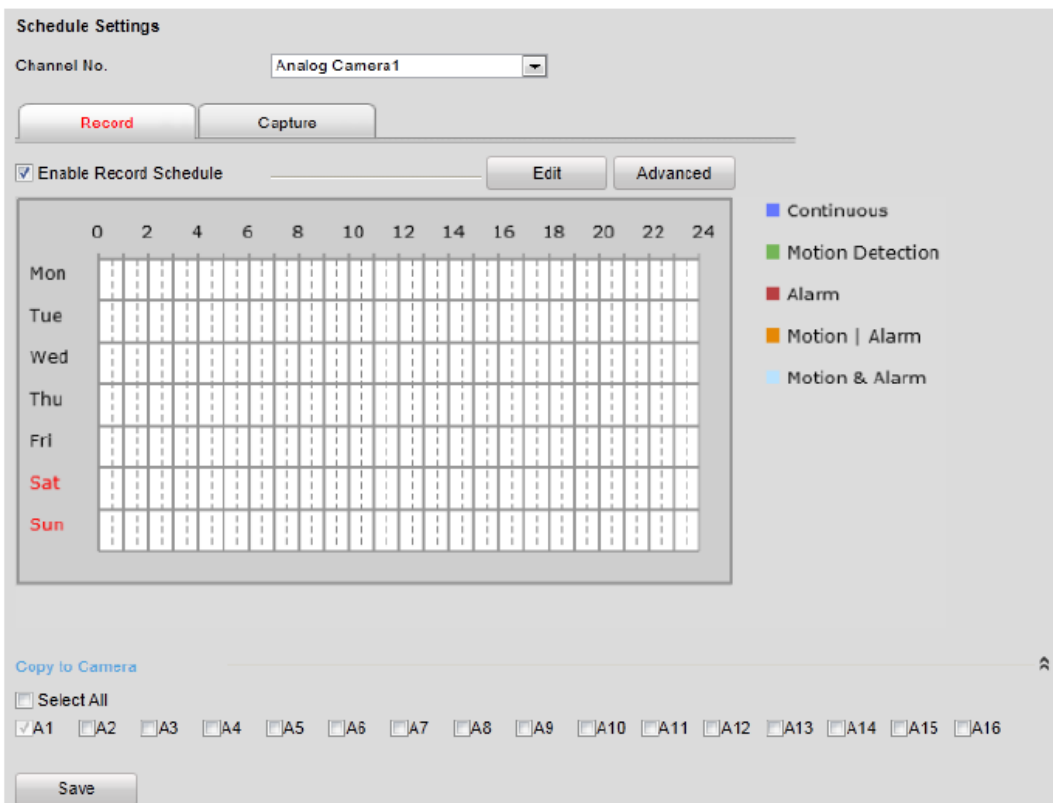 Schedule Settings
Channel No. Analog Camera1
Record Capture
Enable Record Schedule Edit Advanced
0 2 4 6 8 10 12 14 16 18 20 22 24
Mon
Tue
Wed
Thu
Fri
Sat
Sun
Continuous
Motion Detection
Alarm
Motion | Alarm
Motion & Alarm
Copy to Camera
Select All
A1 A2 A3 A4 A5 A6 A7 A8 A9 A10 A11 A12 A13 A14 A15 A16
Save